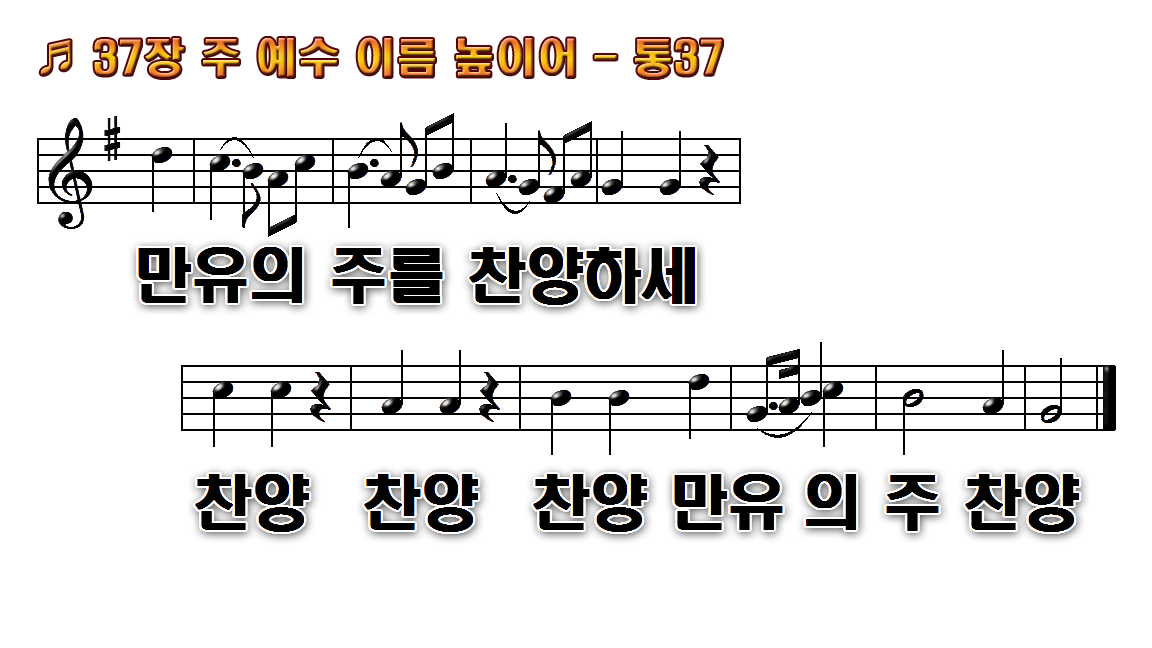 37장 주 예수 이름 높이어 - 통37
만유의 주를 찬양하세
찬양 찬양 찬양 만유 의 주 찬양